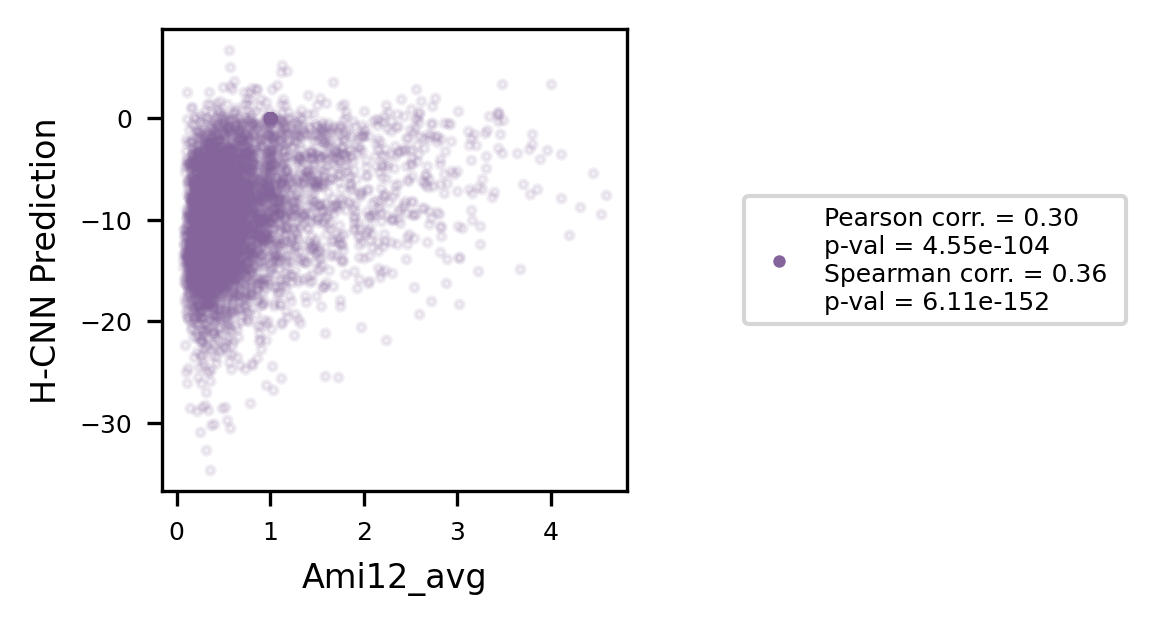 H-CNN Prediction
0
−10
−20
−30
0 1 2 3 4
Ami12_avg
Pearson corr. = 0.30
p-val = 4.55e-104
Spearman corr. = 0.36
p-val = 6.11e-152